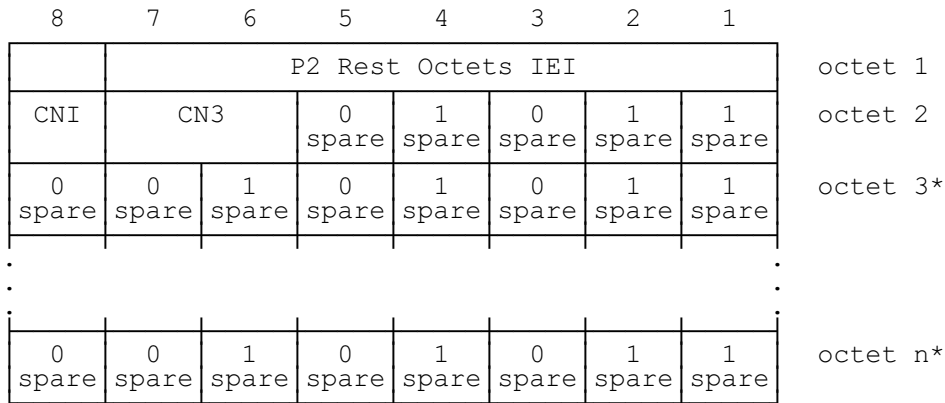 8 7 6 5 4 3 2 1
P2 Rest Octets IEI octet 1
CNI CN3 0 1 0 1 1 octet 2
spare spare spare spare spare
0 0 1 0 1 0 1 1 octet 3*
spare spare spare spare spare spare spare spare
0 0 1 0 1 0 1 1 octet n*
spare spare spare spare spare spare spare spare